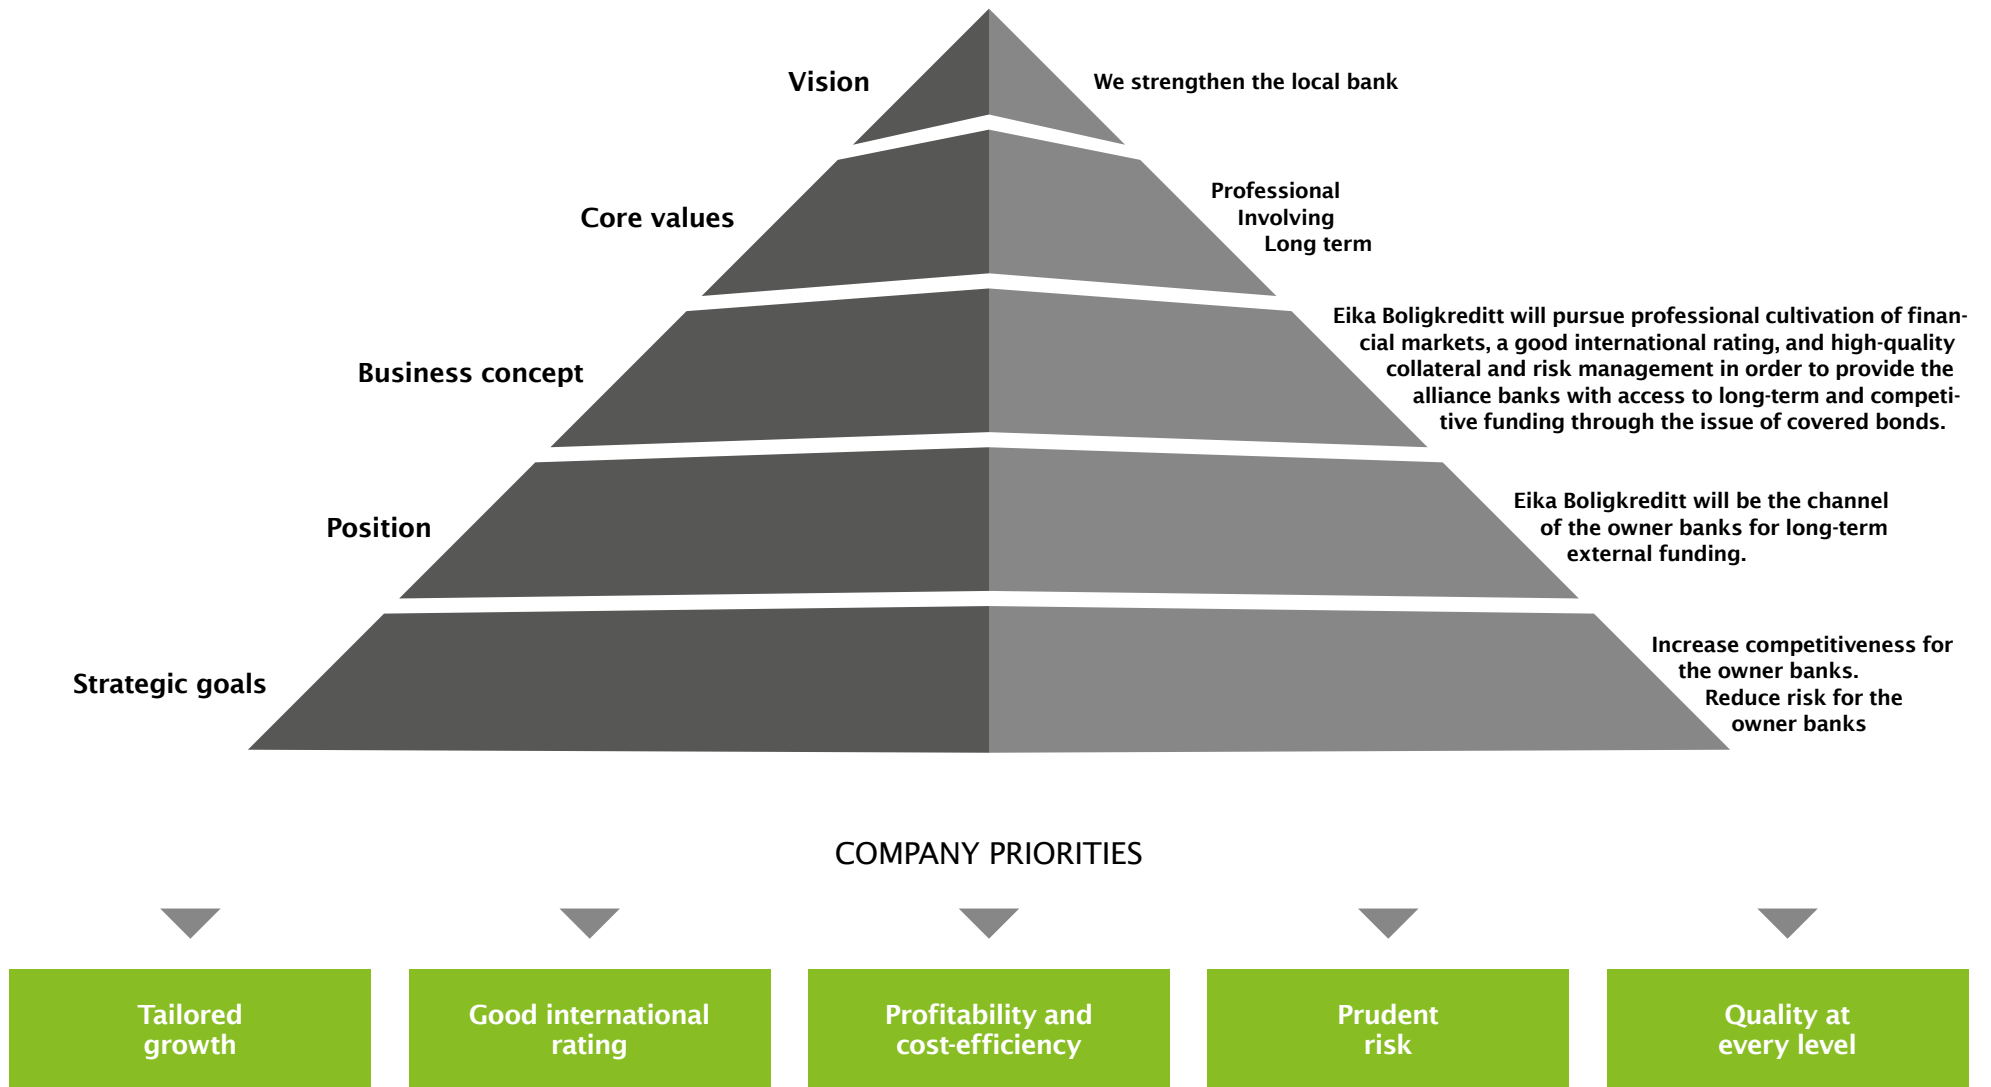 Vision
We strengthen the local bank
Core values
Professional
Involving
Long term
Business concept
Eika Boligkreditt will pursue professional cultivation of finan-
cial markets, a good international rating, and high-quality
collateral and risk management in order to provide the
alliance banks with access to long-term and competi-
tive funding through the issue of covered bonds.
Position
Eika Boligkreditt will be the channel
of the owner banks for long-term
external funding.
Strategic goals
Increase competitiveness for
the owner banks.
Reduce risk for the
owner banks
COMPANY PRIORITIES
Tailored
growth
Good international
rating
Profitability and
cost-efficiency
Prudent
risk
Quality at
every level